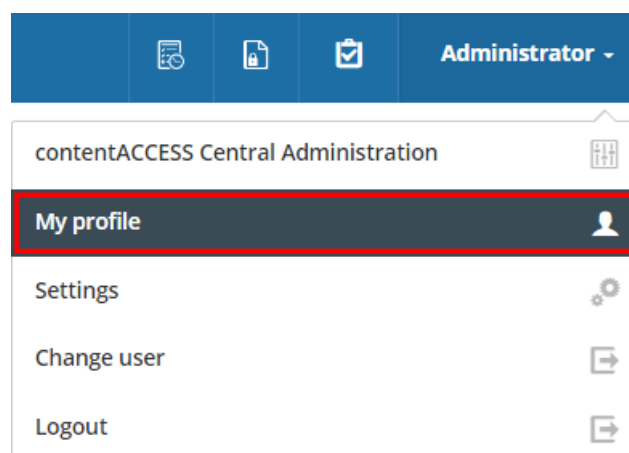 Administrator
contentACCESS Central Administration
My profile
Settings
Change user
Logout